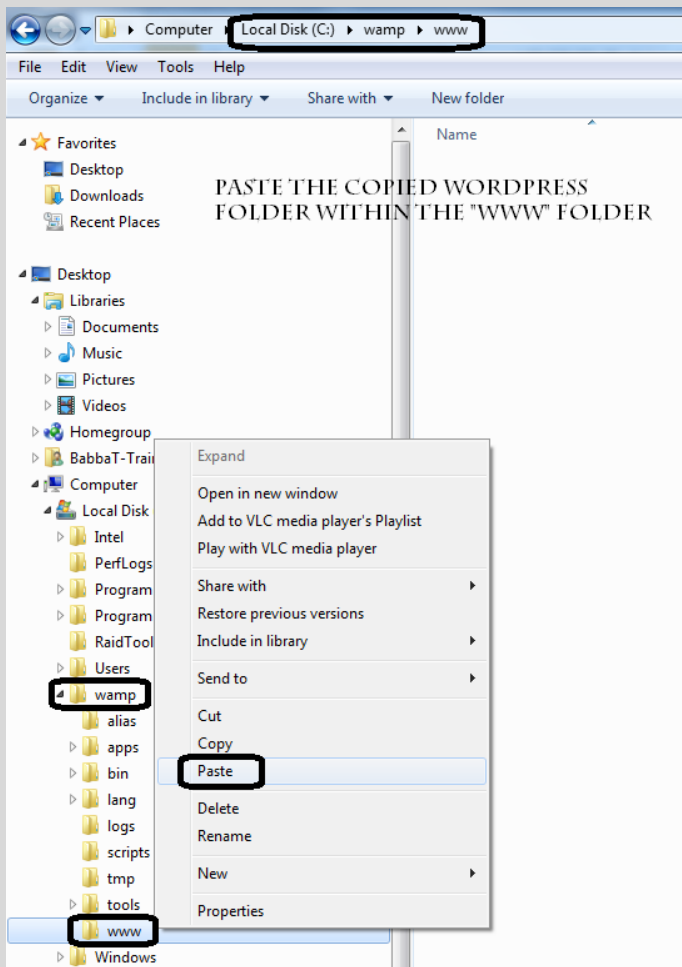 Computer Local Disk (C:) wamp www
File Edit View Tools Help
Organize Include in library Share with New folder
Name
Favorites
Desktop
Downloads
Recent Places
PASTE THE COPIED WORDPRESS
FOLDER WITHIN THE "WWW" FOLDER
Desktop
Libraries
Documents
Music
Pictures
Videos
Homegroup
BabbaT-Trai
Computer
Local Disk
Intel
PerfLogs
Program
Program
RaidTool
Users
wamp
alias
apps
bin
lang
logs
scripts
tmp
tools
www
Windows
Expand
Open in new window
Add to VLC media player's Playlist
Play with VLC media player
Share with
Restore previous versions
Include in library
Send to
Cut
Copy
Paste
Delete
Rename
New
Properties